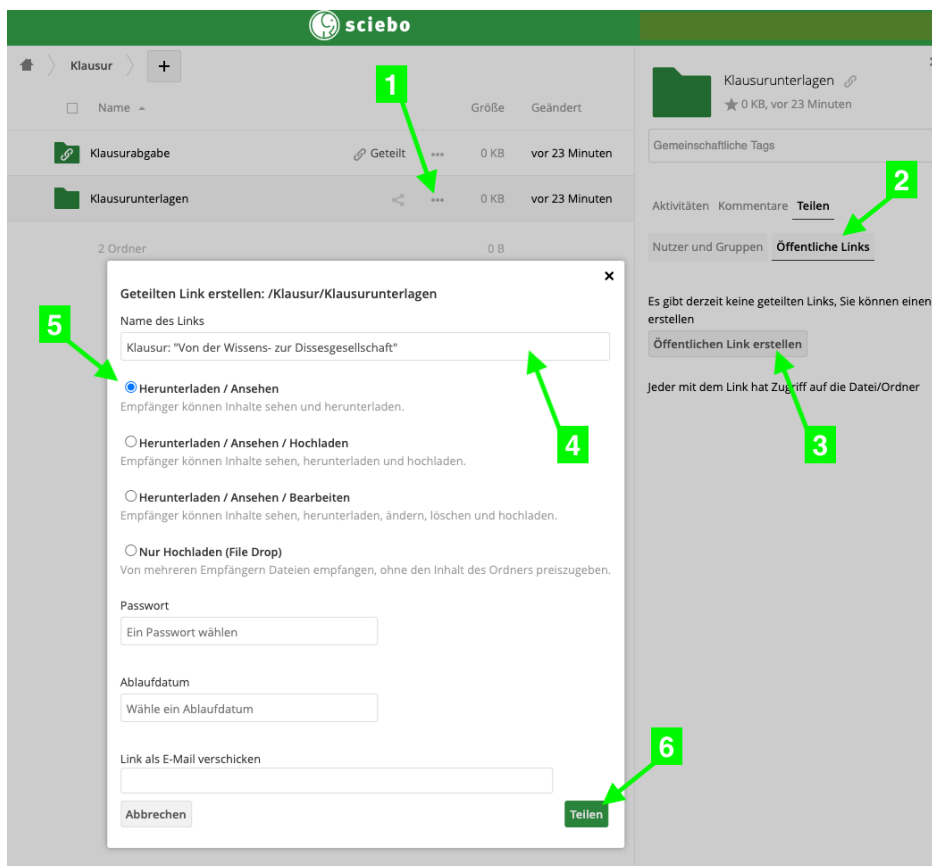 sciebo
Klausur
+
Name
Größe
Geändert
Klausurabgabe
Geteilt
...
0 KB
vor 23 Minuten
Klausurunterlagen
...
0 KB
vor 23 Minuten
2 Ordner
0 B
1
Klausurunterlagen
0 KB, vor 23 Minuten
Gemeinschaftliche Tags
2
Aktivitäten Kommentare Teilen
Nutzer und Gruppen Öffentliche Links
Es gibt derzeit keine geteilten Links, Sie können einen
erstellen
Öffentlichen Link erstellen
Jeder mit dem Link hat Zugriff auf die Datei/Ordner
3
×
Geteilten Link erstellen: /Klausur/Klausurunterlagen
Name des Links
Klausur: "Von der Wissens- zur Dissesgesellschaft"
4
5
Herunterladen / Ansehen
Empfänger können Inhalte sehen und herunterladen.
Herunterladen / Ansehen / Hochladen
Empfänger können Inhalte sehen, herunterladen und hochladen.
Herunterladen / Ansehen / Bearbeiten
Empfänger können Inhalte sehen, herunterladen, ändern, löschen und hochladen.
Nur Hochladen (File Drop)
Von mehreren Empfängern Dateien empfangen, ohne den Inhalt des Ordners preiszugeben.
Passwort
Ein Passwort wählen
Ablaufdatum
Wähle ein Ablaufdatum
Link als E-Mail verschicken
6
Abbrechen
Teilen